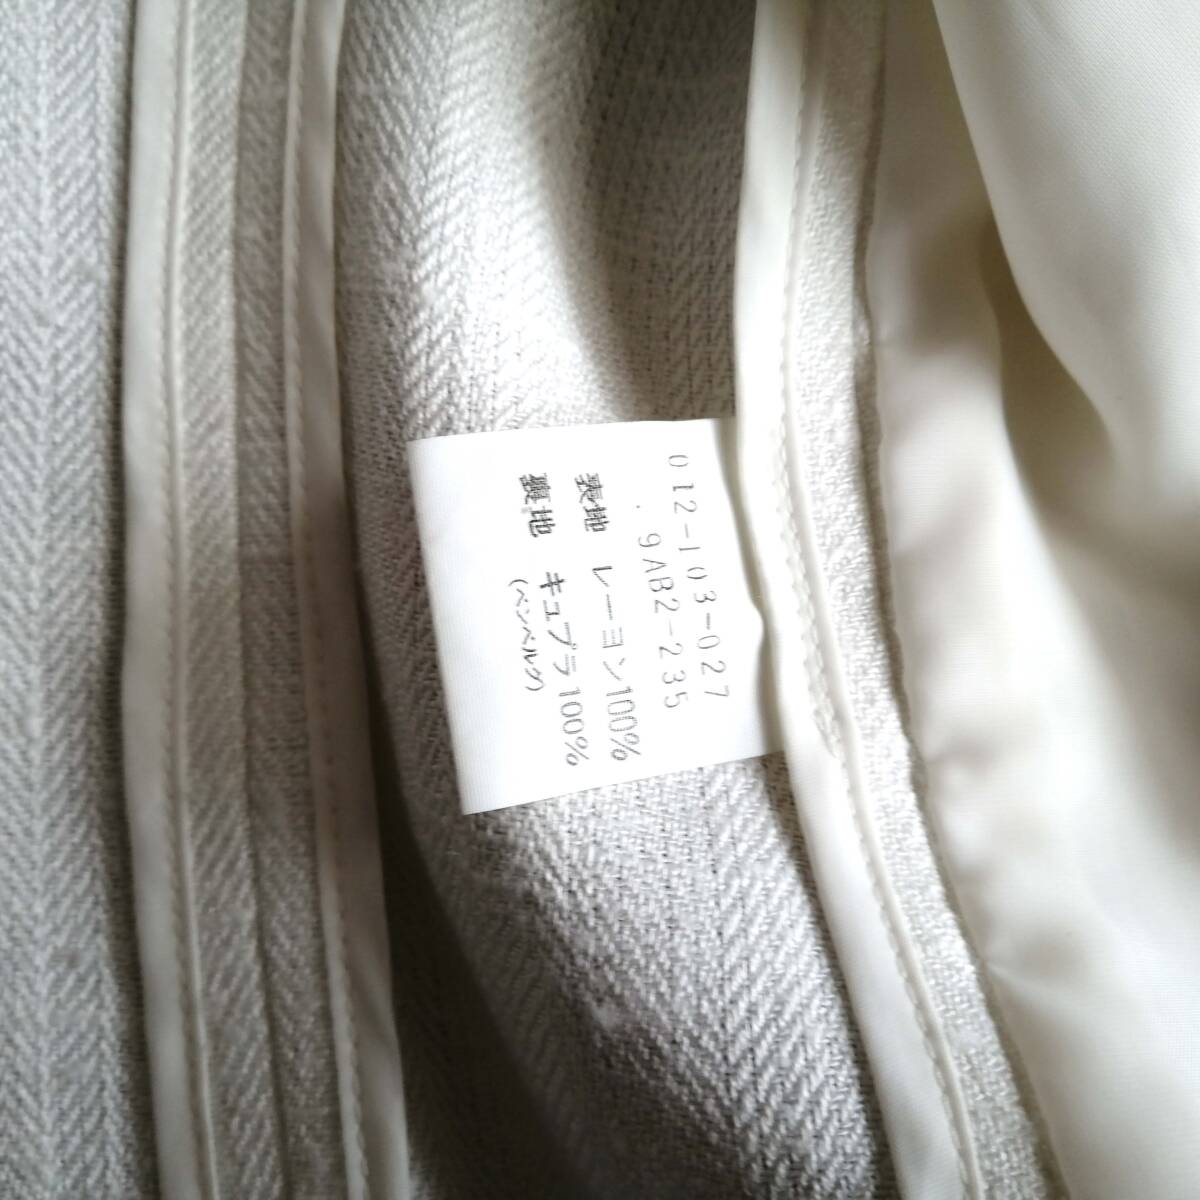 012-103-027
. 9AB2-235
表地 レーヨン100%
裏地 キュプラ100%
(ベンベルグ)